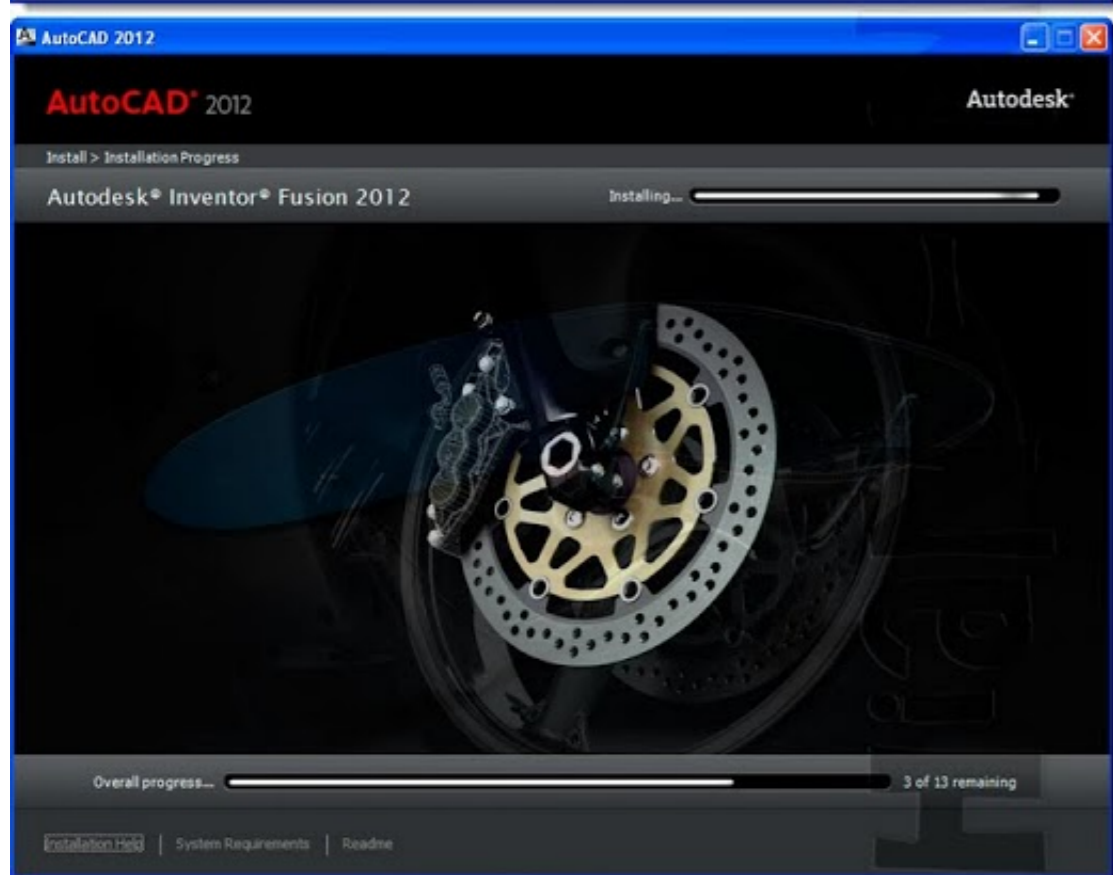 AutoCAD 2012
AutoCAD® 2012
Autodesk®
Install > Installation Progress
Autodesk® Inventor® Fusion 2012
Installing...
Overall progress...
3 of 13 remaining
Installation Help | System Requirements | Readme